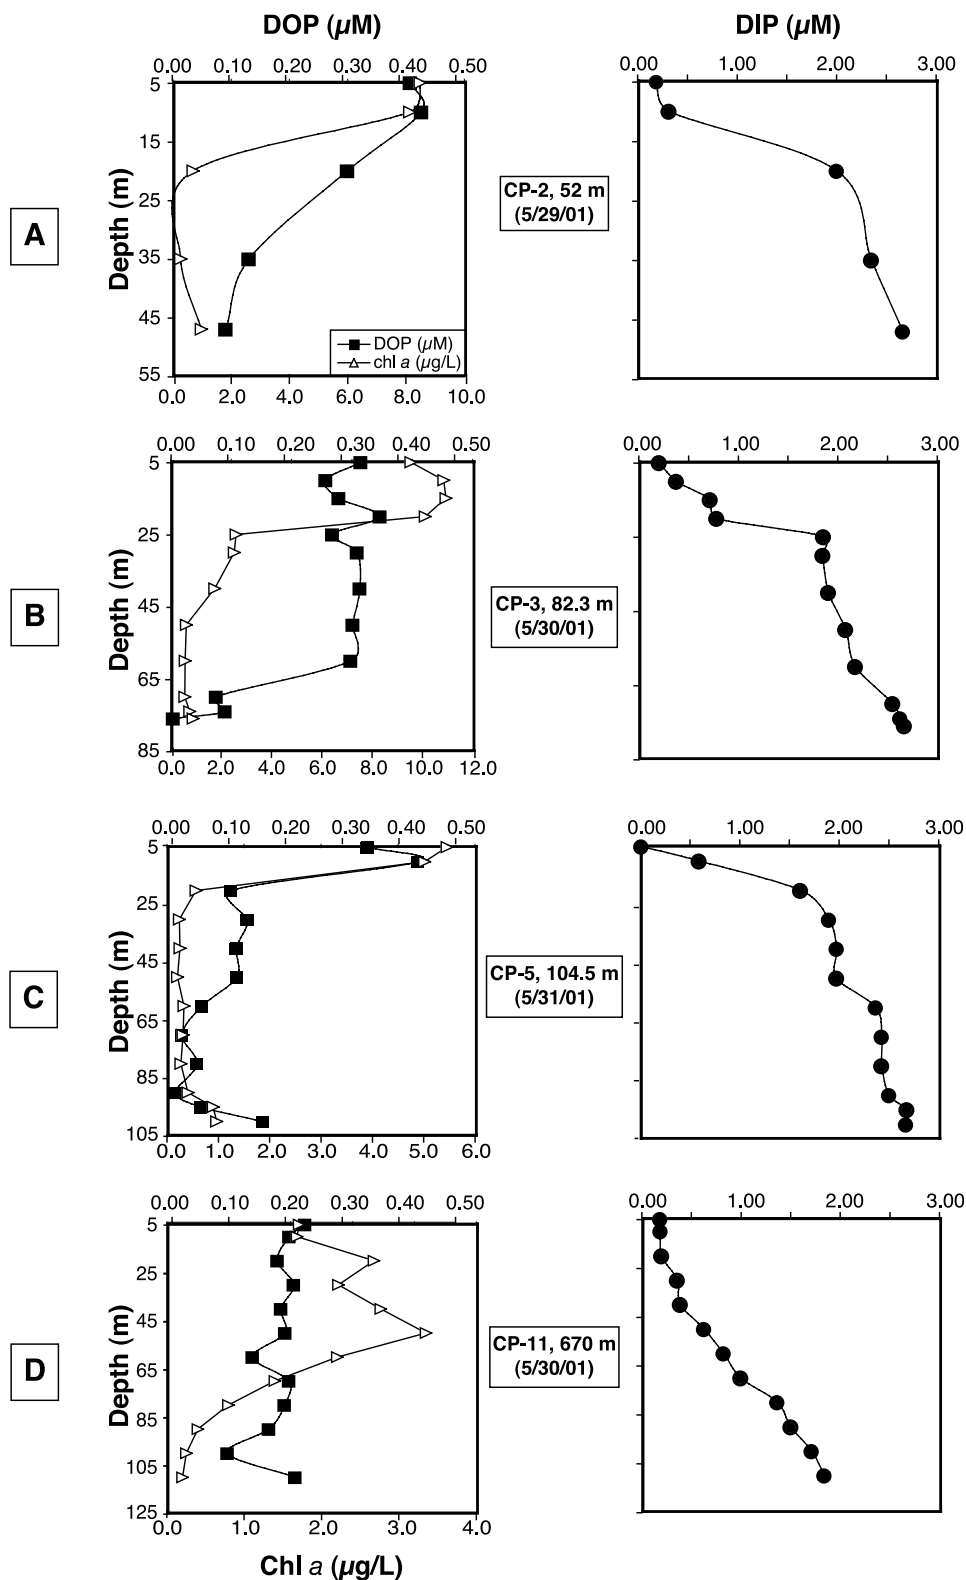 DOP (µM) DIP (µM)
0.00 0.10 0.20 0.30 0.40 0.50 0.00 1.00 2.00 3.00
5
15
25
35
45
55
Depth (m)
A
CP-2, 52 m
(5/29/01)
DOP (µM)
chl a (µg/L)
0.0 2.0 4.0 6.0 8.0 10.0
0.00 0.10 0.20 0.30 0.40 0.50 0.00 1.00 2.00 3.00
5
25
45
65
85
Depth (m)
B
CP-3, 82.3 m
(5/30/01)
0.0 2.0 4.0 6.0 8.0 10.0 12.0
0.00 0.10 0.20 0.30 0.40 0.50 0.00 1.00 2.00 3.00
5
25
45
65
85
105
Depth (m)
C
CP-5, 104.5 m
(5/31/01)
0.0 1.0 2.0 3.0 4.0 5.0 6.0
0.00 0.10 0.20 0.30 0.40 0.50 0.00 1.00 2.00 3.00
5
25
45
65
85
105
125
Depth (m)
D
CP-11, 670 m
(5/30/01)
0.0 1.0 2.0 3.0 4.0
Chl a (µg/L)